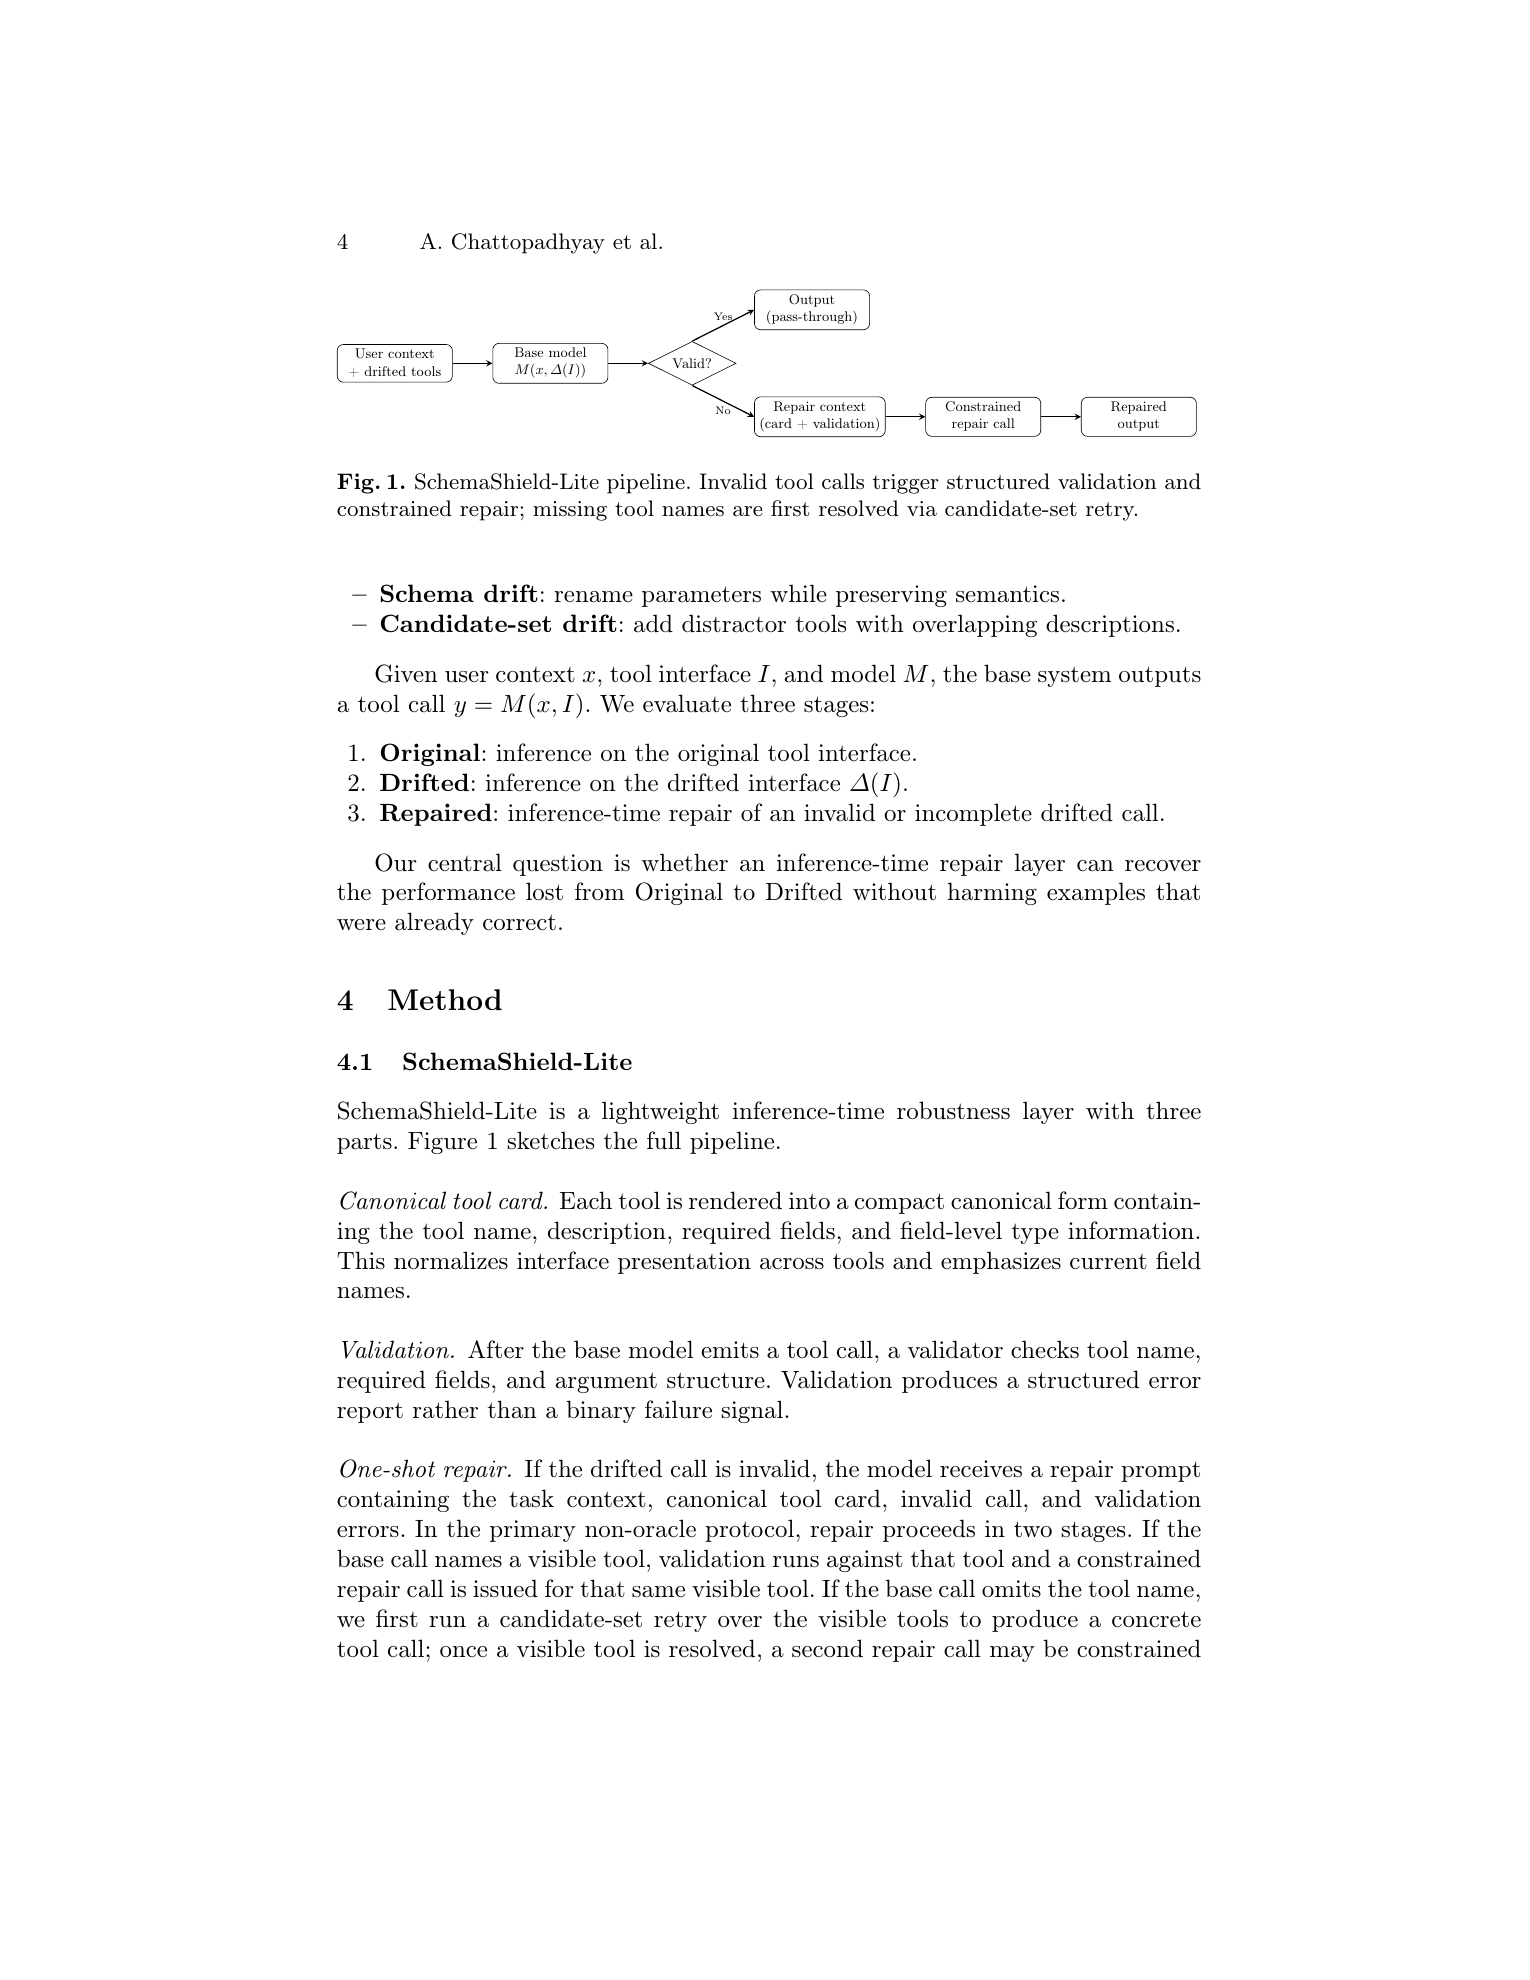 4 A. Chattopadhyay et al.
User context
+ drifted tools
Base model
M(x, Δ(I))
Valid?
Yes
Output
(pass-through)
No
Repair context
(card + validation)
Constrained
repair call
Repaired
output
Fig. 1. SchemaShield-Lite pipeline. Invalid tool calls trigger structured validation and
constrained repair; missing tool names are first resolved via candidate-set retry.
– Schema drift: rename parameters while preserving semantics.
– Candidate-set drift: add distractor tools with overlapping descriptions.
Given user context x, tool interface I, and model M, the base system outputs
a tool call y = M(x, I). We evaluate three stages:
1. Original: inference on the original tool interface.
2. Drifted: inference on the drifted interface Δ(I).
3. Repaired: inference-time repair of an invalid or incomplete drifted call.
Our central question is whether an inference-time repair layer can recover
the performance lost from Original to Drifted without harming examples that
were already correct.
4 Method
4.1 SchemaShield-Lite
SchemaShield-Lite is a lightweight inference-time robustness layer with three
parts. Figure 1 sketches the full pipeline.
Canonical tool card. Each tool is rendered into a compact canonical form contain-
ing the tool name, description, required fields, and field-level type information.
This normalizes interface presentation across tools and emphasizes current field
names.
Validation. After the base model emits a tool call, a validator checks tool name,
required fields, and argument structure. Validation produces a structured error
report rather than a binary failure signal.
One-shot repair. If the drifted call is invalid, the model receives a repair prompt
containing the task context, canonical tool card, invalid call, and validation
errors. In the primary non-oracle protocol, repair proceeds in two stages. If the
base call names a visible tool, validation runs against that tool and a constrained
repair call is issued for that same visible tool. If the base call omits the tool name,
we first run a candidate-set retry over the visible tools to produce a concrete
tool call; once a visible tool is resolved, a second repair call may be constrained